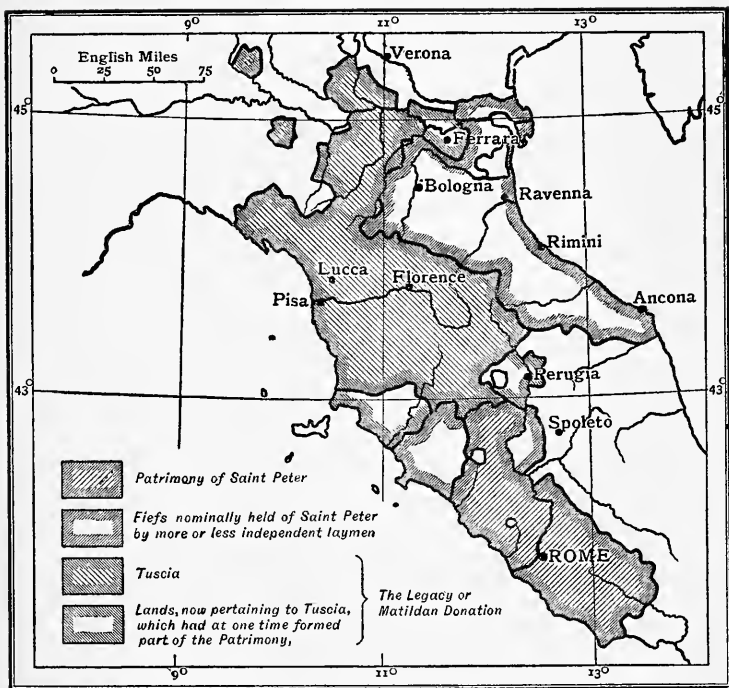 9° 11° 13°
English Miles
0 25 50 75
Verona
45° 45°
Ferrara
Bologna
Ravenna
Rimini
Lucca
Florence
Pisa
Ancona
Perugia
43° 43°
Spoleto
Patrimony of Saint Peter
Fiefs nominally held of Saint Peter
by more or less independent laymen
ROME
Tuscia
The Legacy or
Matildan Donation
Lands, now pertaining to Tuscia,
which had at one time formed
part of the Patrimony,
9° 11° 13°